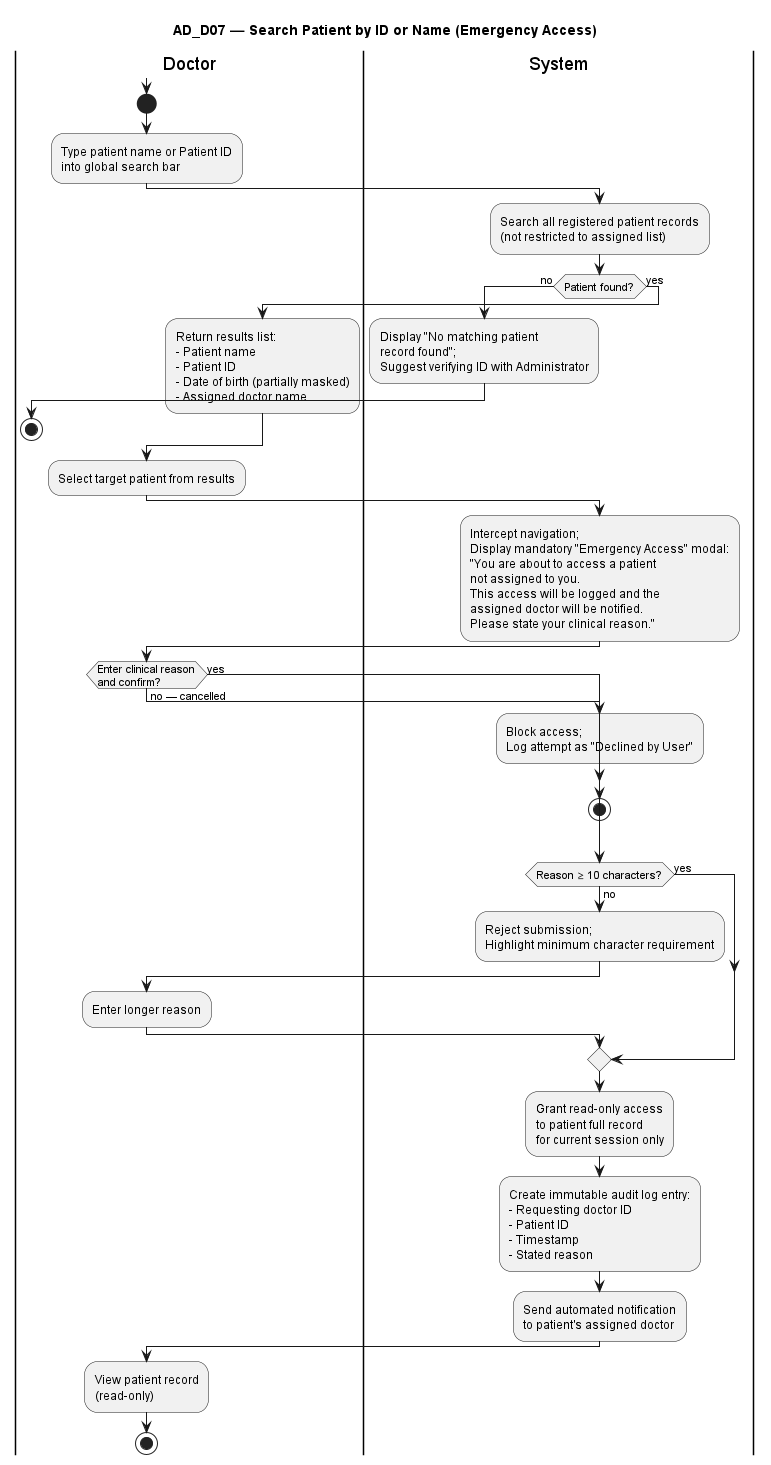 AD_D07 — Search Patient by ID or Name (Emergency Access)
Doctor
System
Type patient name or Patient ID
into global search bar
Search all registered patient records
(not restricted to assigned list)
no
Patient found?
yes
Return results list:
- Patient name
- Patient ID
- Date of birth (partially masked)
- Assigned doctor name
Display "No matching patient
record found";
Suggest verifying ID with Administrator
Select target patient from results
Intercept navigation;
Display mandatory "Emergency Access" modal:
"You are about to access a patient
not assigned to you.
This access will be logged and the
assigned doctor will be notified.
Please state your clinical reason."
Enter clinical reason
and confirm?
yes
no — cancelled
Block access;
Log attempt as "Declined by User"
Reason ≥ 10 characters?
yes
no
Reject submission;
Highlight minimum character requirement
Enter longer reason
Grant read-only access
to patient full record
for current session only
Create immutable audit log entry:
- Requesting doctor ID
- Patient ID
- Timestamp
- Stated reason
Send automated notification
to patient's assigned doctor
View patient record
(read-only)